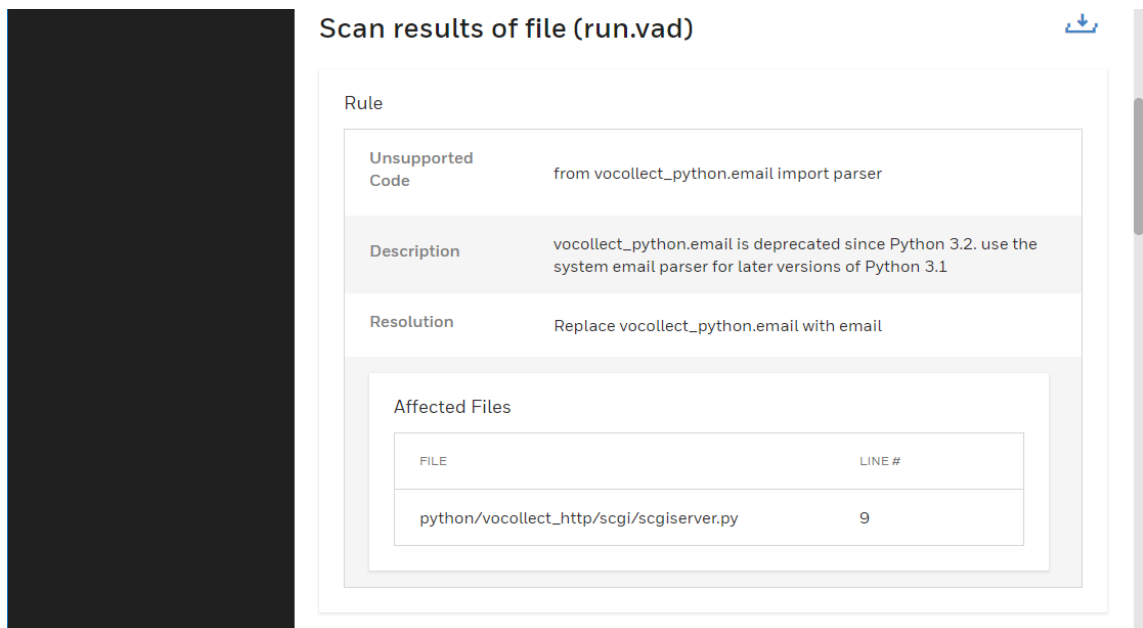 Scan results of file (run.vad)
Rule
Unsupported
Code
from vocollect_python.email import parser
Description
vocollect_python.email is deprecated since Python 3.2. use the
system email parser for later versions of Python 3.1
Resolution
Replace vocollect_python.email with email
Affected Files
FILE LINE #
python/vocollect_http/scgi/scgiserver.py 9